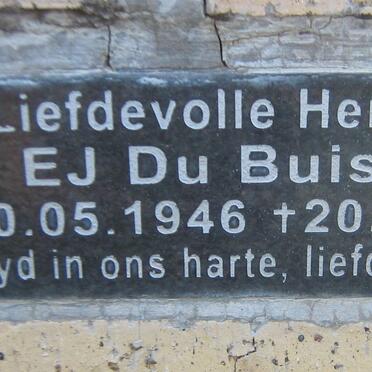 Liefdevolle Her
EJ Du Buis
0.05.1946 †20.
yd in ons harte, liefd